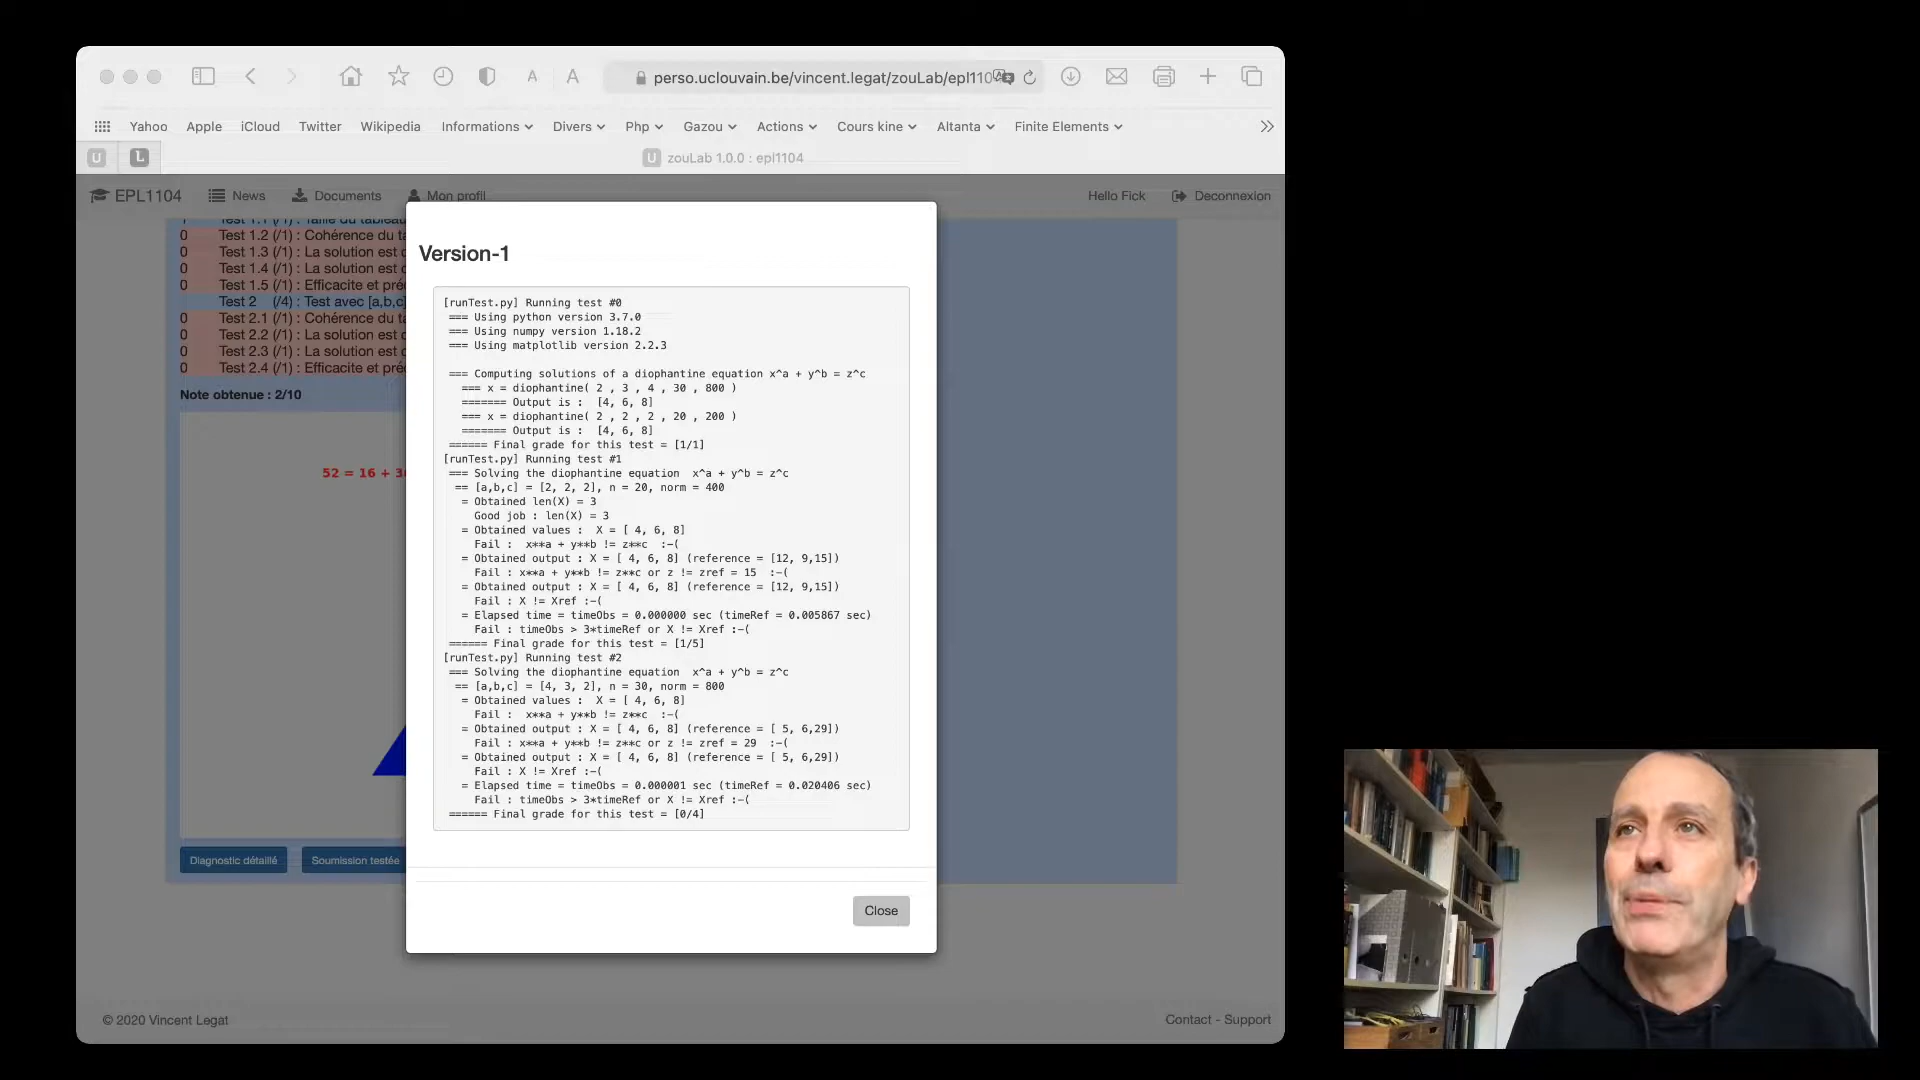 A A perso.uclouvain.be/vincent.legat/zouLab/epl110
Yahoo Apple iCloud Twitter Wikipedia Informations Divers Php Gazou Actions Cours kine Altanta Finite Elements
U L U zouLab 1.0.0 : epl1104
EPL1104 News Documents Mon profil Hello Fick Deconnexion
1 Test 1.1 (/1) : Taille du tableau
0 Test 1.2 (/1) : Cohérence du ta
0 Test 1.3 (/1) : La solution est c
0 Test 1.4 (/1) : La solution est c
0 Test 1.5 (/1) : Efficacite et pré
Test 2 (/4) : Test avec [a,b,c]
0 Test 2.1 (/1) : Cohérence du ta
0 Test 2.2 (/1) : La solution est c
0 Test 2.3 (/1) : La solution est c
0 Test 2.4 (/1) : Efficacite et pré
Note obtenue : 2/10
52 = 16 + 3
Diagnostic détaillé Soumission testée
Version-1
[runTest.py] Running test #0
=== Using python version 3.7.0
=== Using numpy version 1.18.2
=== Using matplotlib version 2.2.3
=== Computing solutions of a diophantine equation x^a + y^b = z^c
=== x = diophantine( 2 , 3 , 4 , 30 , 800 )
======= Output is : [4, 6, 8]
=== x = diophantine( 2 , 2 , 2 , 20 , 200 )
======= Output is : [4, 6, 8]
====== Final grade for this test = [1/1]
[runTest.py] Running test #1
=== Solving the diophantine equation x^a + y^b = z^c
== [a,b,c] = [2, 2, 2], n = 20, norm = 400
= Obtained len(X) = 3
Good job : len(X) = 3
= Obtained values : X = [ 4, 6, 8]
Fail : x**a + y**b != z**c :-(
= Obtained output : X = [ 4, 6, 8] (reference = [12, 9,15])
Fail : x**a + y**b != z**c or z != zref = 15 :-(
= Obtained output : X = [ 4, 6, 8] (reference = [12, 9,15])
Fail : X != Xref :-(
= Elapsed time = timeObs = 0.000000 sec (timeRef = 0.005867 sec)
Fail : timeObs > 3*timeRef or X != Xref :-(
====== Final grade for this test = [1/5]
[runTest.py] Running test #2
=== Solving the diophantine equation x^a + y^b = z^c
== [a,b,c] = [4, 3, 2], n = 30, norm = 800
= Obtained values : X = [ 4, 6, 8]
Fail : x**a + y**b != z**c :-(
= Obtained output : X = [ 4, 6, 8] (reference = [ 5, 6,29])
Fail : x**a + y**b != z**c or z != zref = 29 :-(
= Obtained output : X = [ 4, 6, 8] (reference = [ 5, 6,29])
Fail : X != Xref :-(
= Elapsed time = timeObs = 0.000001 sec (timeRef = 0.020406 sec)
Fail : timeObs > 3*timeRef or X != Xref :-(
====== Final grade for this test = [0/4]
Close
© 2020 Vincent Legat Contact - Support